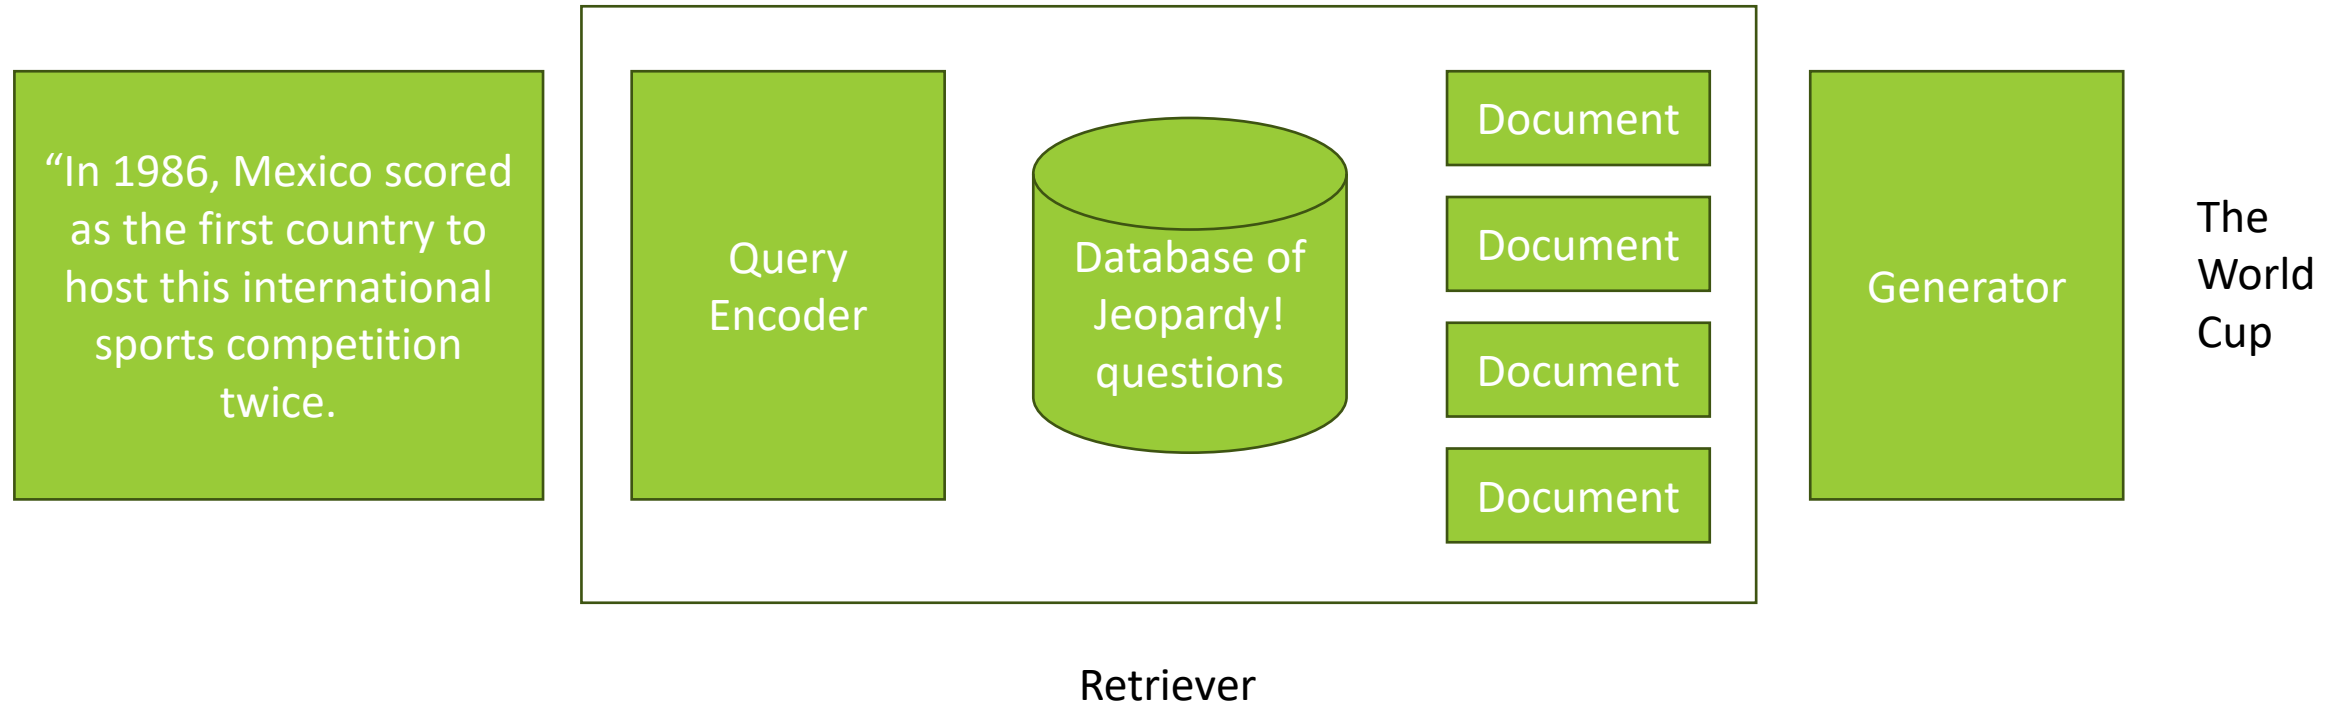 “In 1986, Mexico scored
as the first country to
host this international
sports competition
twice.
Query
Encoder
Database of
Jeopardy!
questions
Document
Document
Document
Document
Generator
The
World
Cup
Retriever